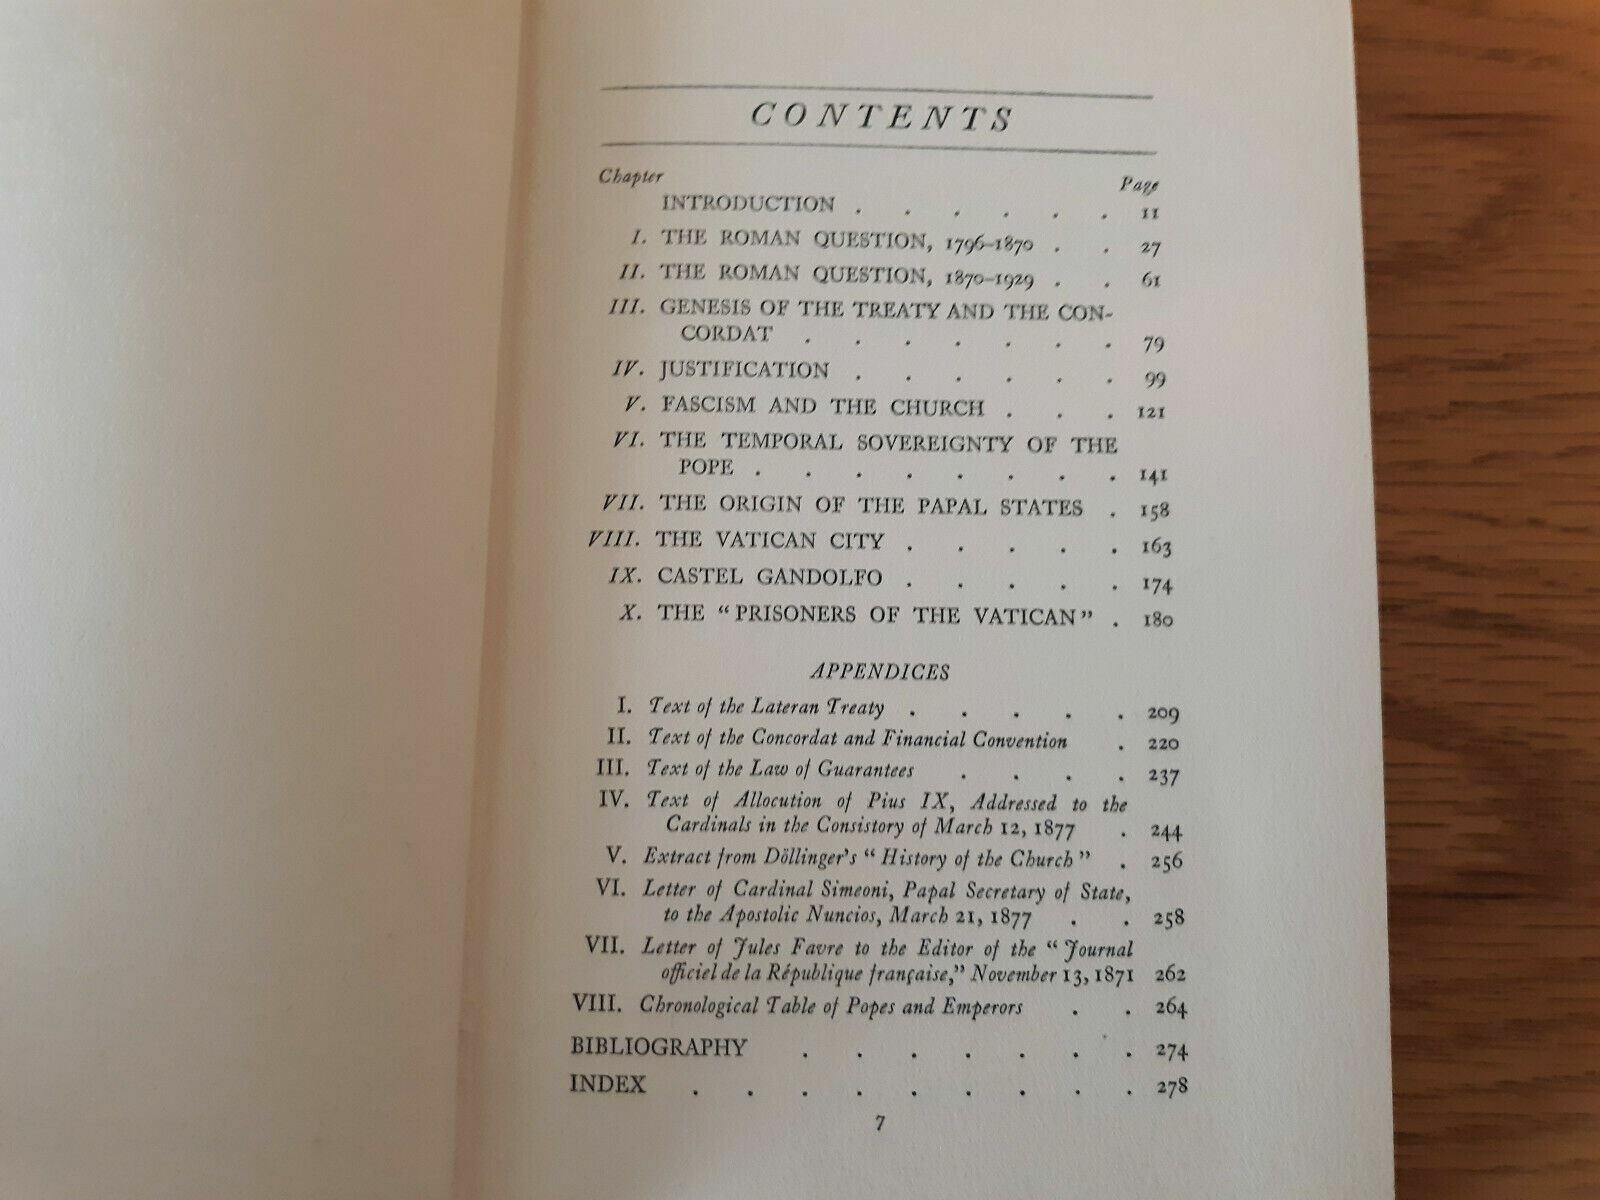 CONTENTS
Chapter Page
INTRODUCTION . . . . . . 11
I. THE ROMAN QUESTION, 1796–1870 . . 27
II. THE ROMAN QUESTION, 1870–1929 . . 61
III. GENESIS OF THE TREATY AND THE CON-
CORDAT . . . . . . . 79
IV. JUSTIFICATION . . . . . . 99
V. FASCISM AND THE CHURCH . . . 121
VI. THE TEMPORAL SOVEREIGNTY OF THE
POPE . . . . . . . . 141
VII. THE ORIGIN OF THE PAPAL STATES . 158
VIII. THE VATICAN CITY . . . . . 163
IX. CASTEL GANDOLFO . . . . . 174
X. THE “PRISONERS OF THE VATICAN” . 180
APPENDICES
I. Text of the Lateran Treaty . . . . . 209
II. Text of the Concordat and Financial Convention . 220
III. Text of the Law of Guarantees . . . . 237
IV. Text of Allocution of Pius IX, Addressed to the
Cardinals in the Consistory of March 12, 1877 . 244
V. Extract from Döllinger's “History of the Church” . 256
VI. Letter of Cardinal Simeoni, Papal Secretary of State,
to the Apostolic Nuncios, March 21, 1877 . . 258
VII. Letter of Jules Favre to the Editor of the “Journal
officiel de la République française,” November 13, 1871 262
VIII. Chronological Table of Popes and Emperors . . 264
BIBLIOGRAPHY . . . . . . . 274
INDEX . . . . . . . . . 278
7